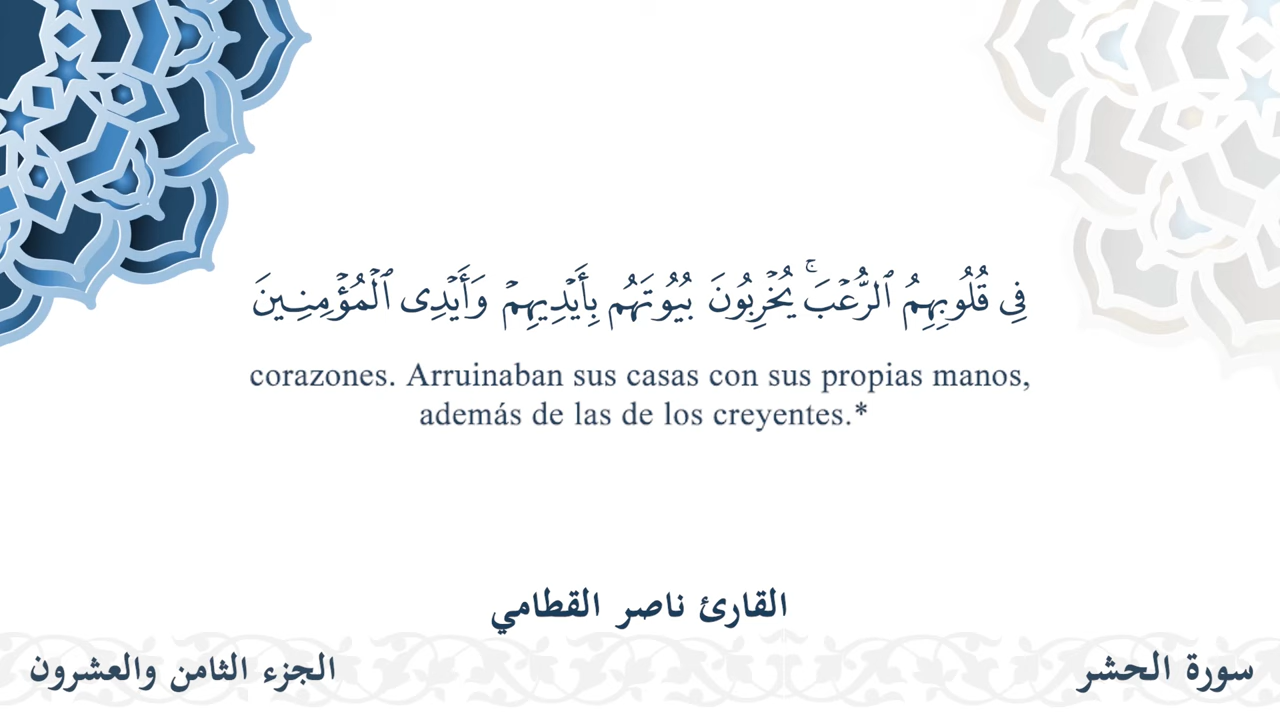 فِى قُلُوبِهِمُ ٱلرُّعۡبَۚ يُخۡرِبُونَ بُيُوتَهُم بِأَيۡدِيهِمۡ وَأَيۡدِى ٱلۡمُؤۡمِنِينَ
corazones. Arruinaban sus casas con sus propias manos,
además de las de los creyentes.*
القارئ ناصر القطامي
سورة الحشر
الجزء الثامن والعشرون